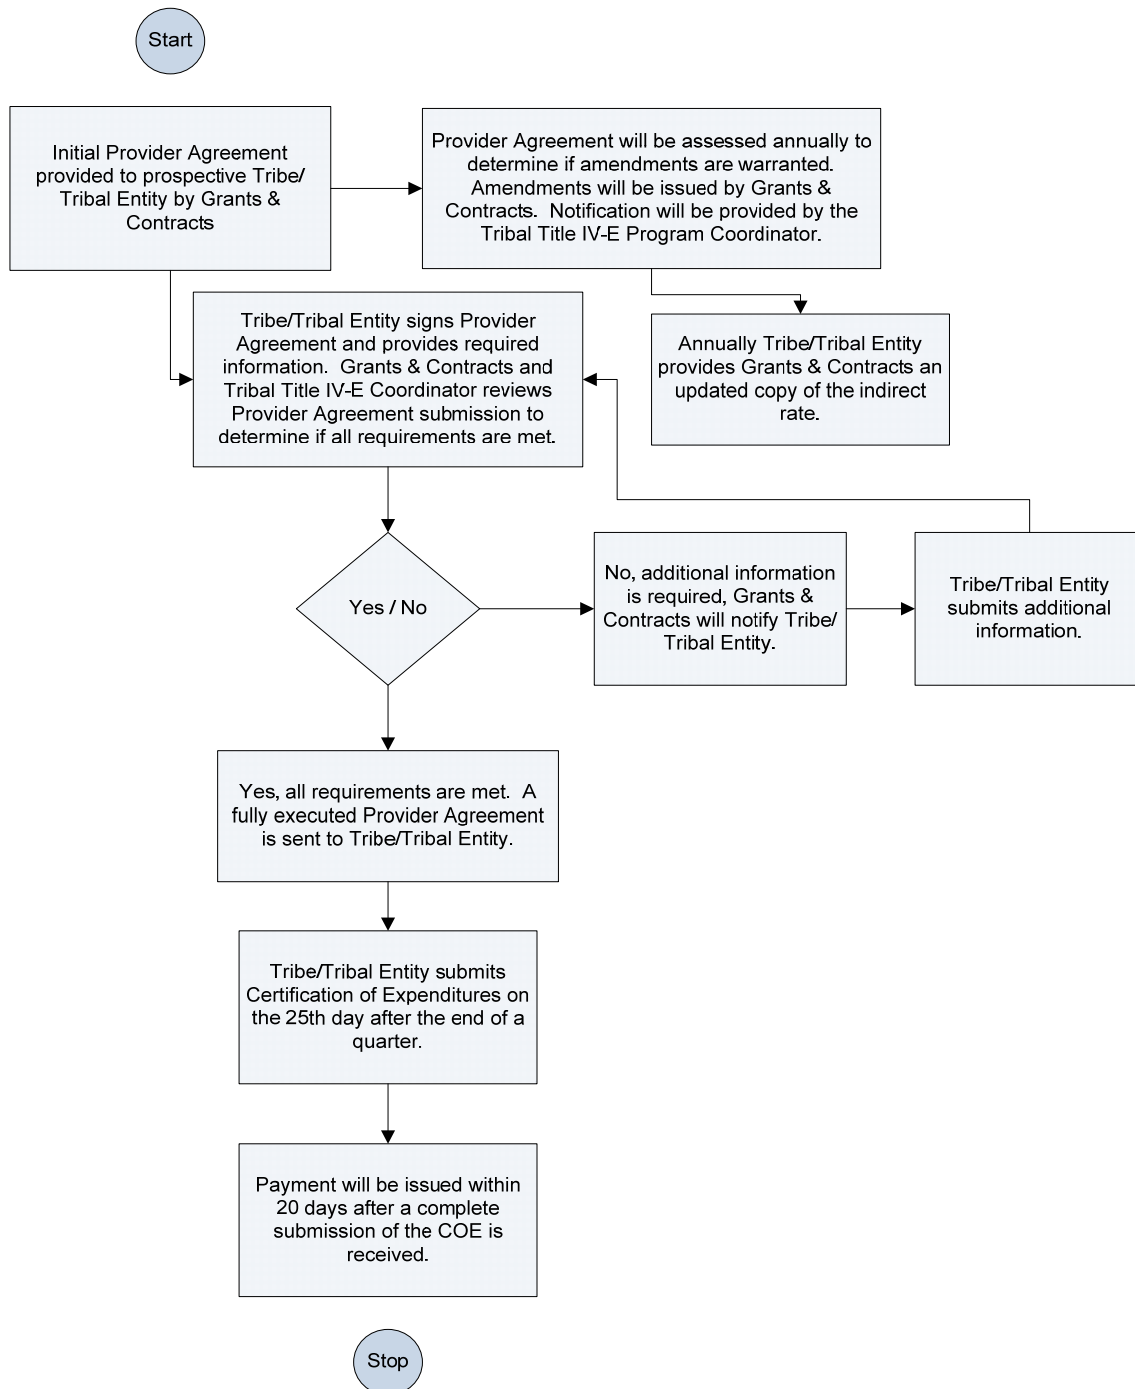 Start
Initial Provider Agreement
provided to prospective Tribe/
Tribal Entity by Grants &
Contracts
Provider Agreement will be assessed annually to
determine if amendments are warranted.
Amendments will be issued by Grants &
Contracts.  Notification will be provided by the
Tribal Title IV-E Program Coordinator.
Tribe/Tribal Entity signs Provider
Agreement and provides required
information.  Grants & Contracts and
Tribal Title IV-E Coordinator reviews
Provider Agreement submission to
determine if all requirements are met.
Annually Tribe/Tribal Entity
provides Grants & Contracts an
updated copy of the indirect
rate.
Yes / No
No, additional information
is required, Grants &
Contracts will notify Tribe/
Tribal Entity.
Tribe/Tribal Entity
submits additional
information.
Yes, all requirements are met.  A
fully executed Provider Agreement
is sent to Tribe/Tribal Entity.
Tribe/Tribal Entity submits
Certification of Expenditures on
the 25th day after the end of a
quarter.
Payment will be issued within
20 days after a complete
submission of the COE is
received.
Stop